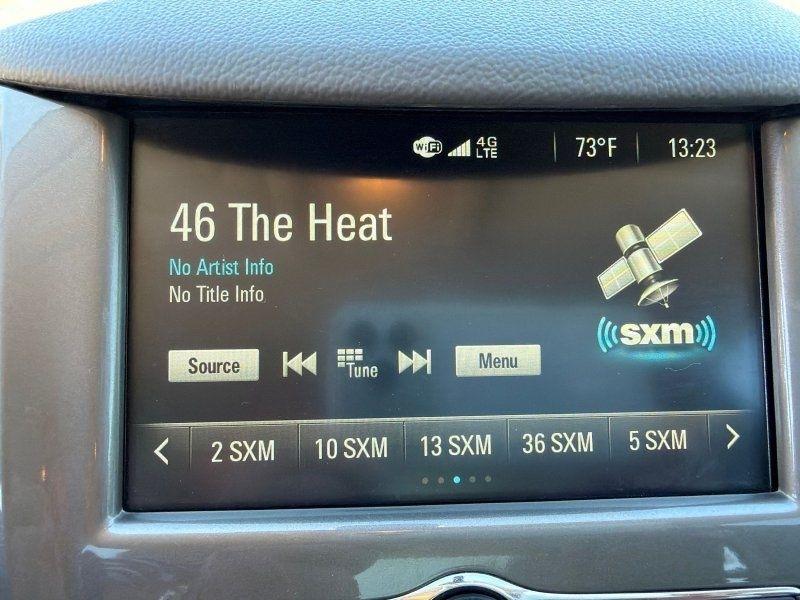 WiFi 4G LTE 73°F 13:23
46 The Heat
No Artist Info
No Title Info
((sxm))
Source Tune Menu
2 SXM 10 SXM 13 SXM 36 SXM 5 SXM